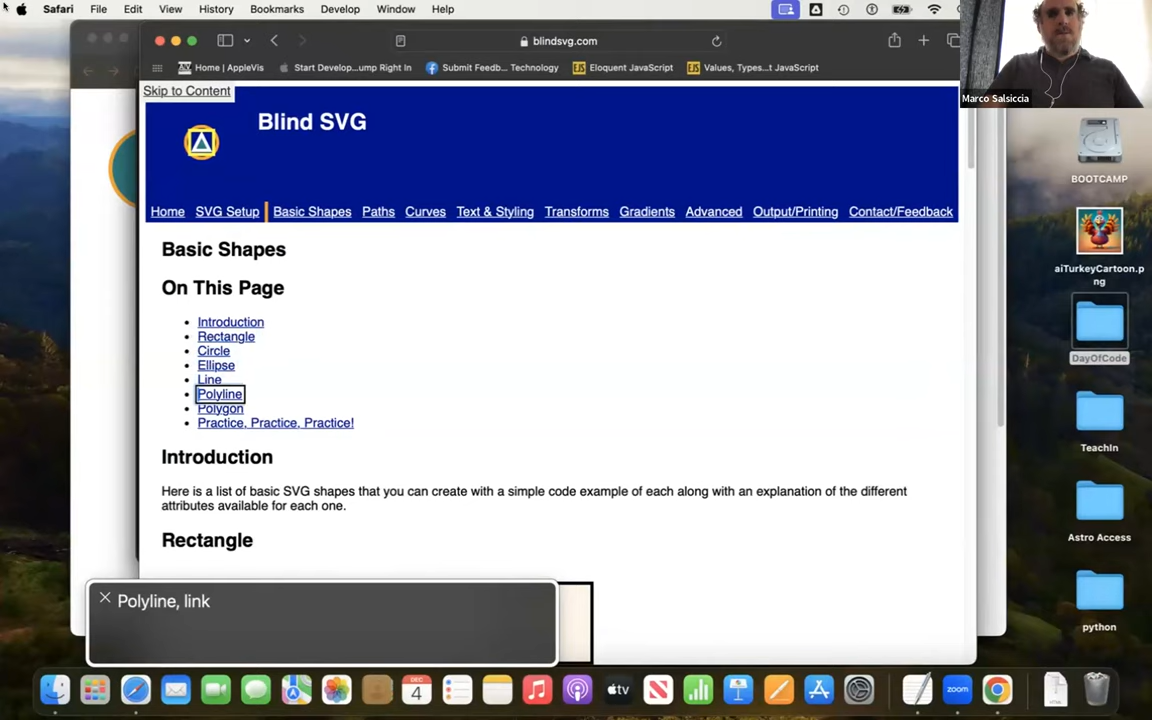 Safari File Edit View History Bookmarks Develop Window Help
blindsvg.com
Home | AppleVis Start Develop...ump Right In Submit Feedb... Technology Eloquent JavaScript Values, Types...t JavaScript
Marco Salsiccia
Skip to Content
Blind SVG
Home SVG Setup Basic Shapes Paths Curves Text & Styling Transforms Gradients Advanced Output/Printing Contact/Feedback
Basic Shapes
On This Page
Introduction
Rectangle
Circle
Ellipse
Line
Polyline
Polygon
Practice, Practice, Practice!
Introduction
Here is a list of basic SVG shapes that you can create with a simple code example of each along with an explanation of the different
attributes available for each one.
Rectangle
Polyline, link
BOOTCAMP
aiTurkeyCartoon.p
ng
DayOfCode
TeachIn
Astro Access
python
DEC
4
tv
zoom